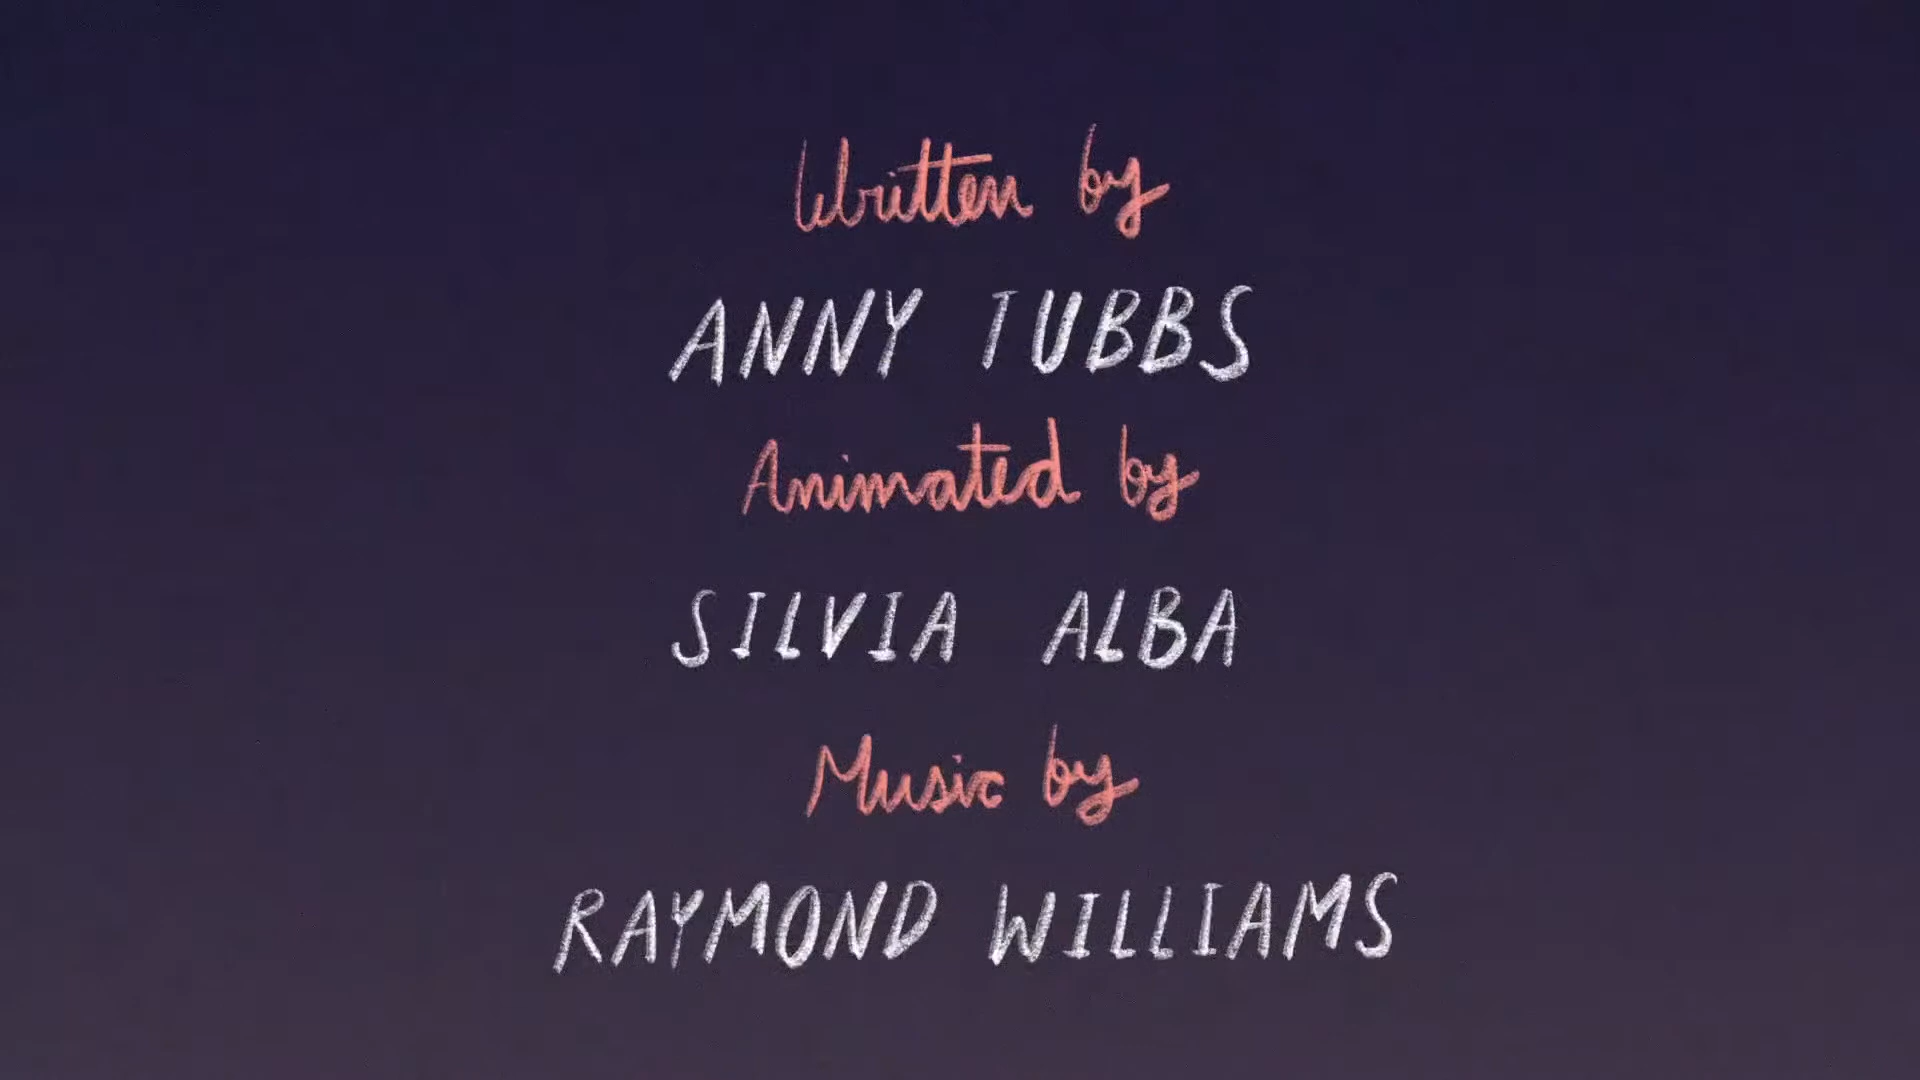 Written by
ANNY TUBBS
Animated by
SILVIA ALBA
Music by
RAYMOND WILLIAMS